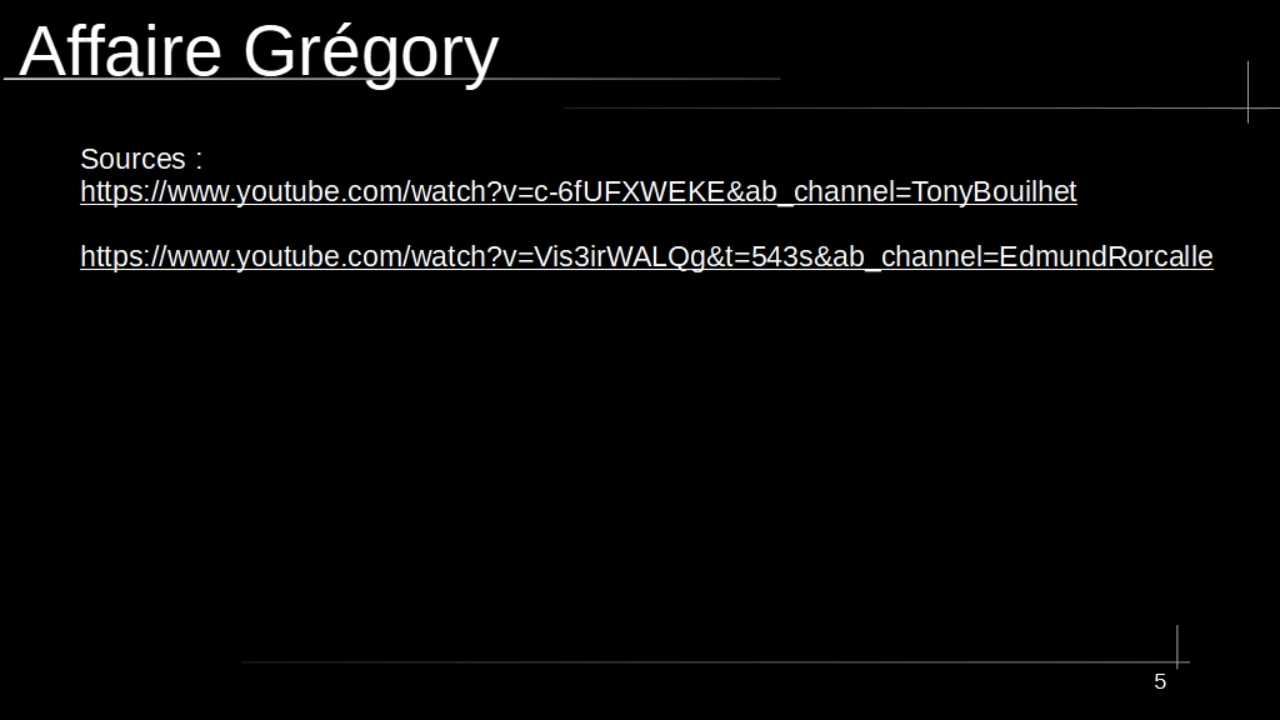 Affaire Grégory
Sources :
https://www.youtube.com/watch?v=c-6fUFXWEKE&ab_channel=TonyBouilhet
https://www.youtube.com/watch?v=Vis3irWALQg&t=543s&ab_channel=EdmundRorcalle
5